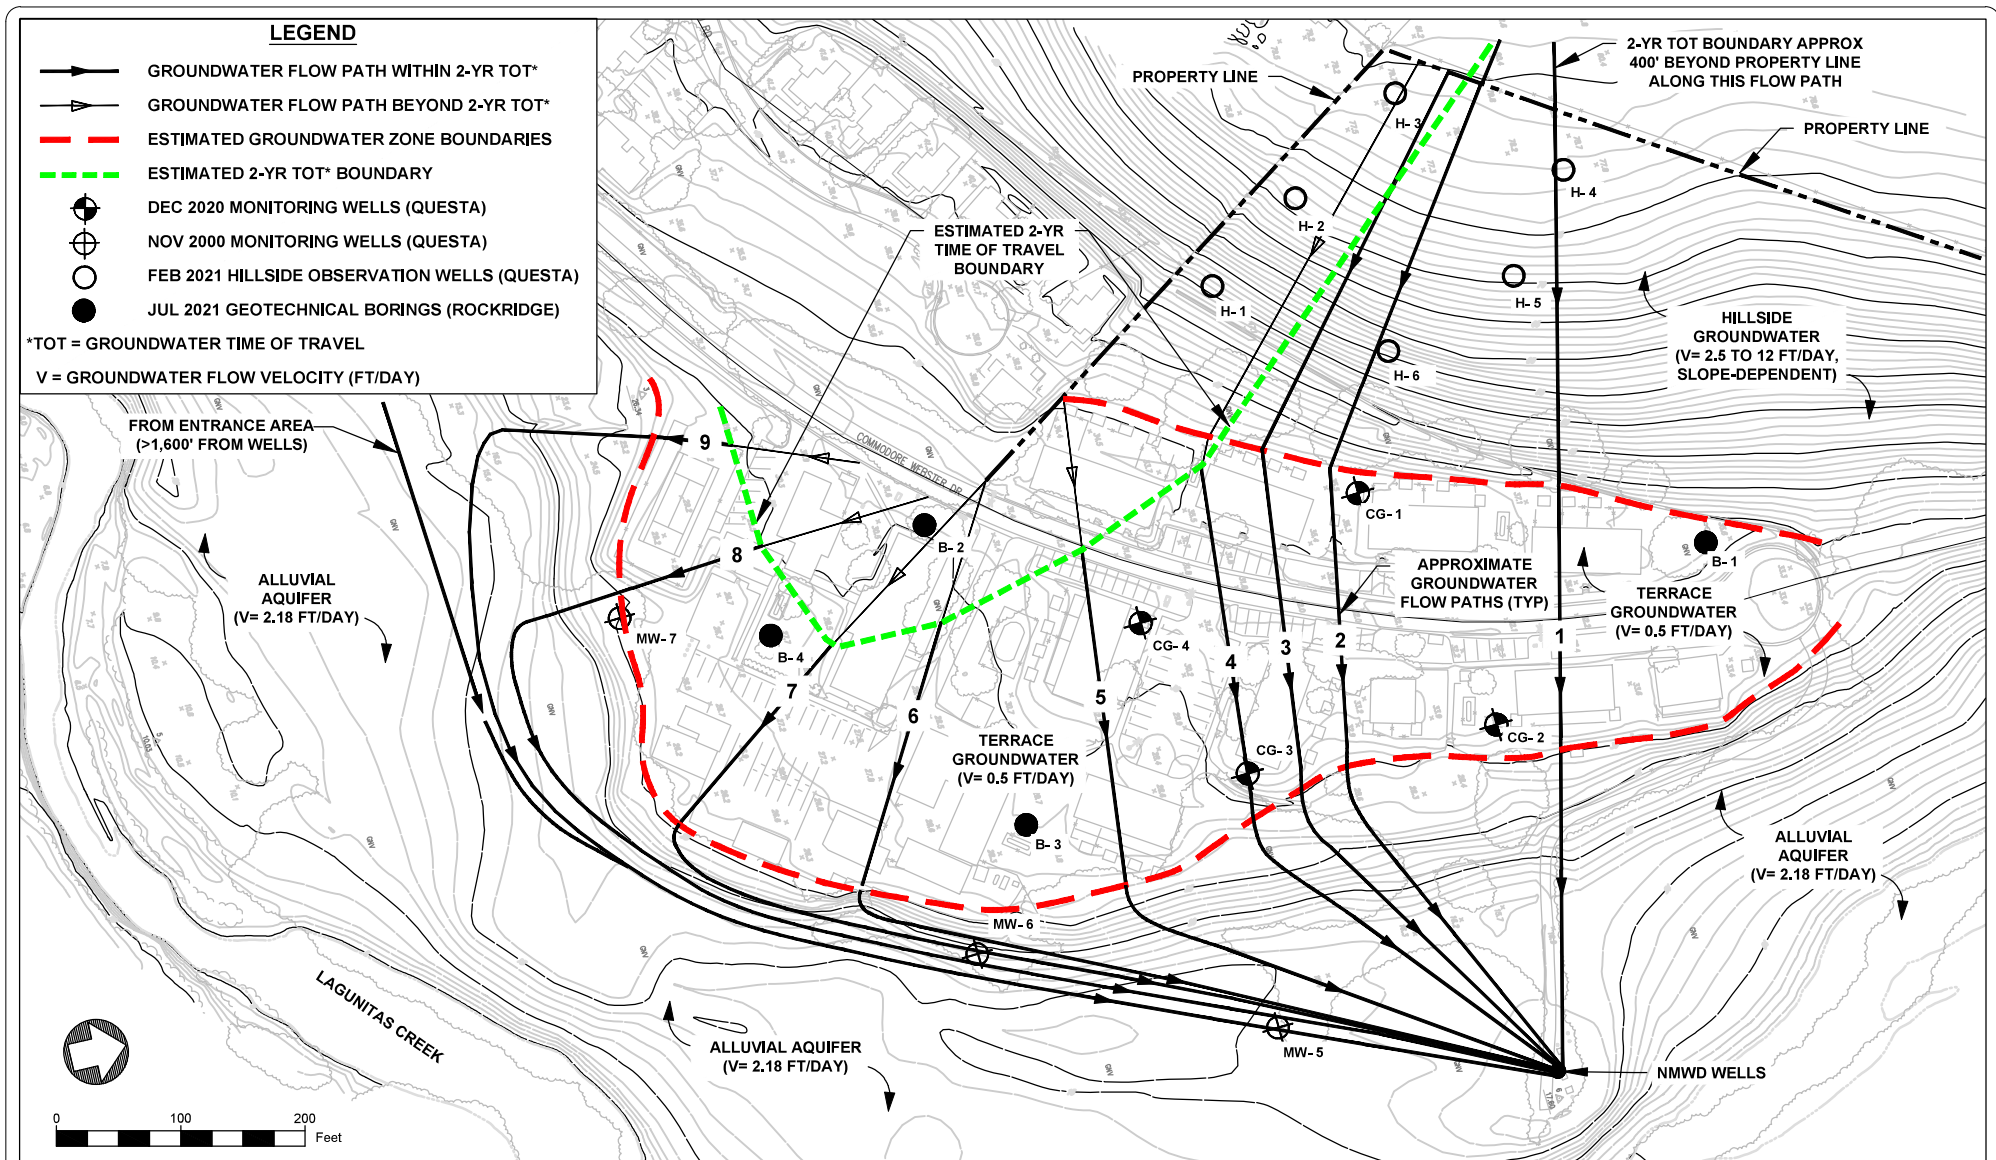 LEGEND
GROUNDWATER FLOW PATH WITHIN 2-YR TOT*
GROUNDWATER FLOW PATH BEYOND 2-YR TOT*
ESTIMATED GROUNDWATER ZONE BOUNDARIES
ESTIMATED 2-YR TOT* BOUNDARY
DEC 2020 MONITORING WELLS (QUESTA)
NOV 2000 MONITORING WELLS (QUESTA)
FEB 2021 HILLSIDE OBSERVATION WELLS (QUESTA)
JUL 2021 GEOTECHNICAL BORINGS (ROCKRIDGE)
*TOT = GROUNDWATER TIME OF TRAVEL
V = GROUNDWATER FLOW VELOCITY (FT/DAY)
PROPERTY LINE
2-YR TOT BOUNDARY APPROX
400' BEYOND PROPERTY LINE
ALONG THIS FLOW PATH
PROPERTY LINE
H-3
H-4
H-2
H-1
H-5
H-6
ESTIMATED 2-YR
TIME OF TRAVEL
BOUNDARY
HILLSIDE
GROUNDWATER
(V= 2.5 TO 12 FT/DAY,
SLOPE-DEPENDENT)
FROM ENTRANCE AREA
(>1,600' FROM WELLS)
COMMODORE WEBSTER DR
9
8
7
6
5
4
3
2
1
CG-1
B-2
B-1
APPROXIMATE
GROUNDWATER
FLOW PATHS (TYP)
TERRACE
GROUNDWATER
(V= 0.5 FT/DAY)
ALLUVIAL
AQUIFER
(V= 2.18 FT/DAY)
MW-7
B-4
CG-4
CG-2
CG-3
TERRACE
GROUNDWATER
(V= 0.5 FT/DAY)
B-3
ALLUVIAL
AQUIFER
(V= 2.18 FT/DAY)
MW-6
LAGUNITAS CREEK
ALLUVIAL AQUIFER
(V= 2.18 FT/DAY)
MW-5
NMWD WELLS
0 100 200
Feet